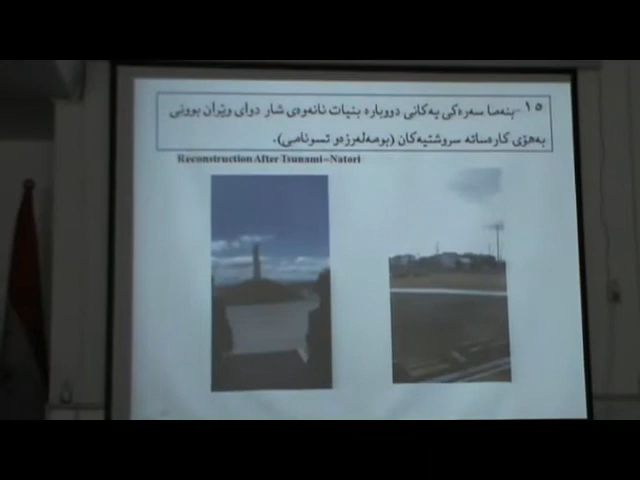 ١٥-بنەما سەرەکی یەکانی دووبارە بنیات نانەوەی شار دوای وێران بوونی
بەهۆی کارەساتە سروشتیەکان (بومەلەرزەو تسونامی).
Reconstruction After Tsunami–Natori